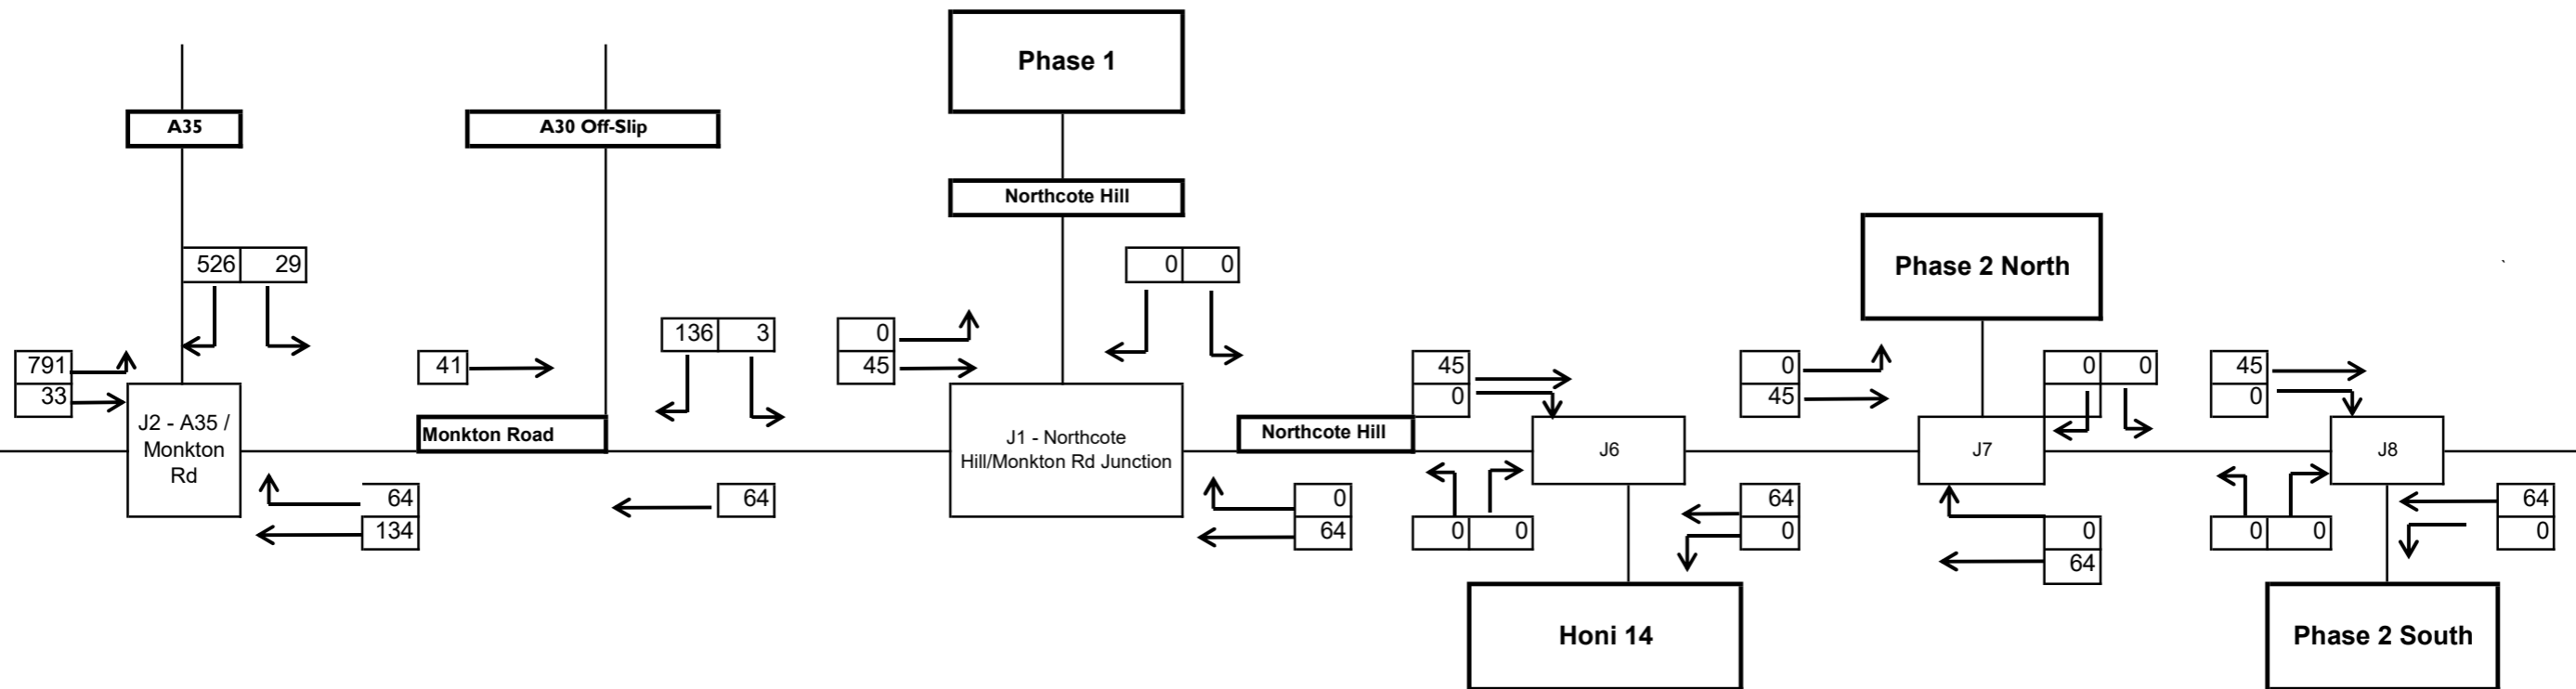 Phase 1
A35
A30 Off-Slip
Northcote Hill
526 29
0 0
Phase 2 North
791
33
41
136 3
0
45
45
0
0
45
0 0
45
0
J2 - A35 /
Monkton
Rd
Monkton Road
J1 - Northcote
Hill/Monkton Rd Junction
Northcote Hill
J6
J7
J8
64
134
64
0
64
0 0
64
0
0
64
0 0
64
0
Honi 14
Phase 2 South